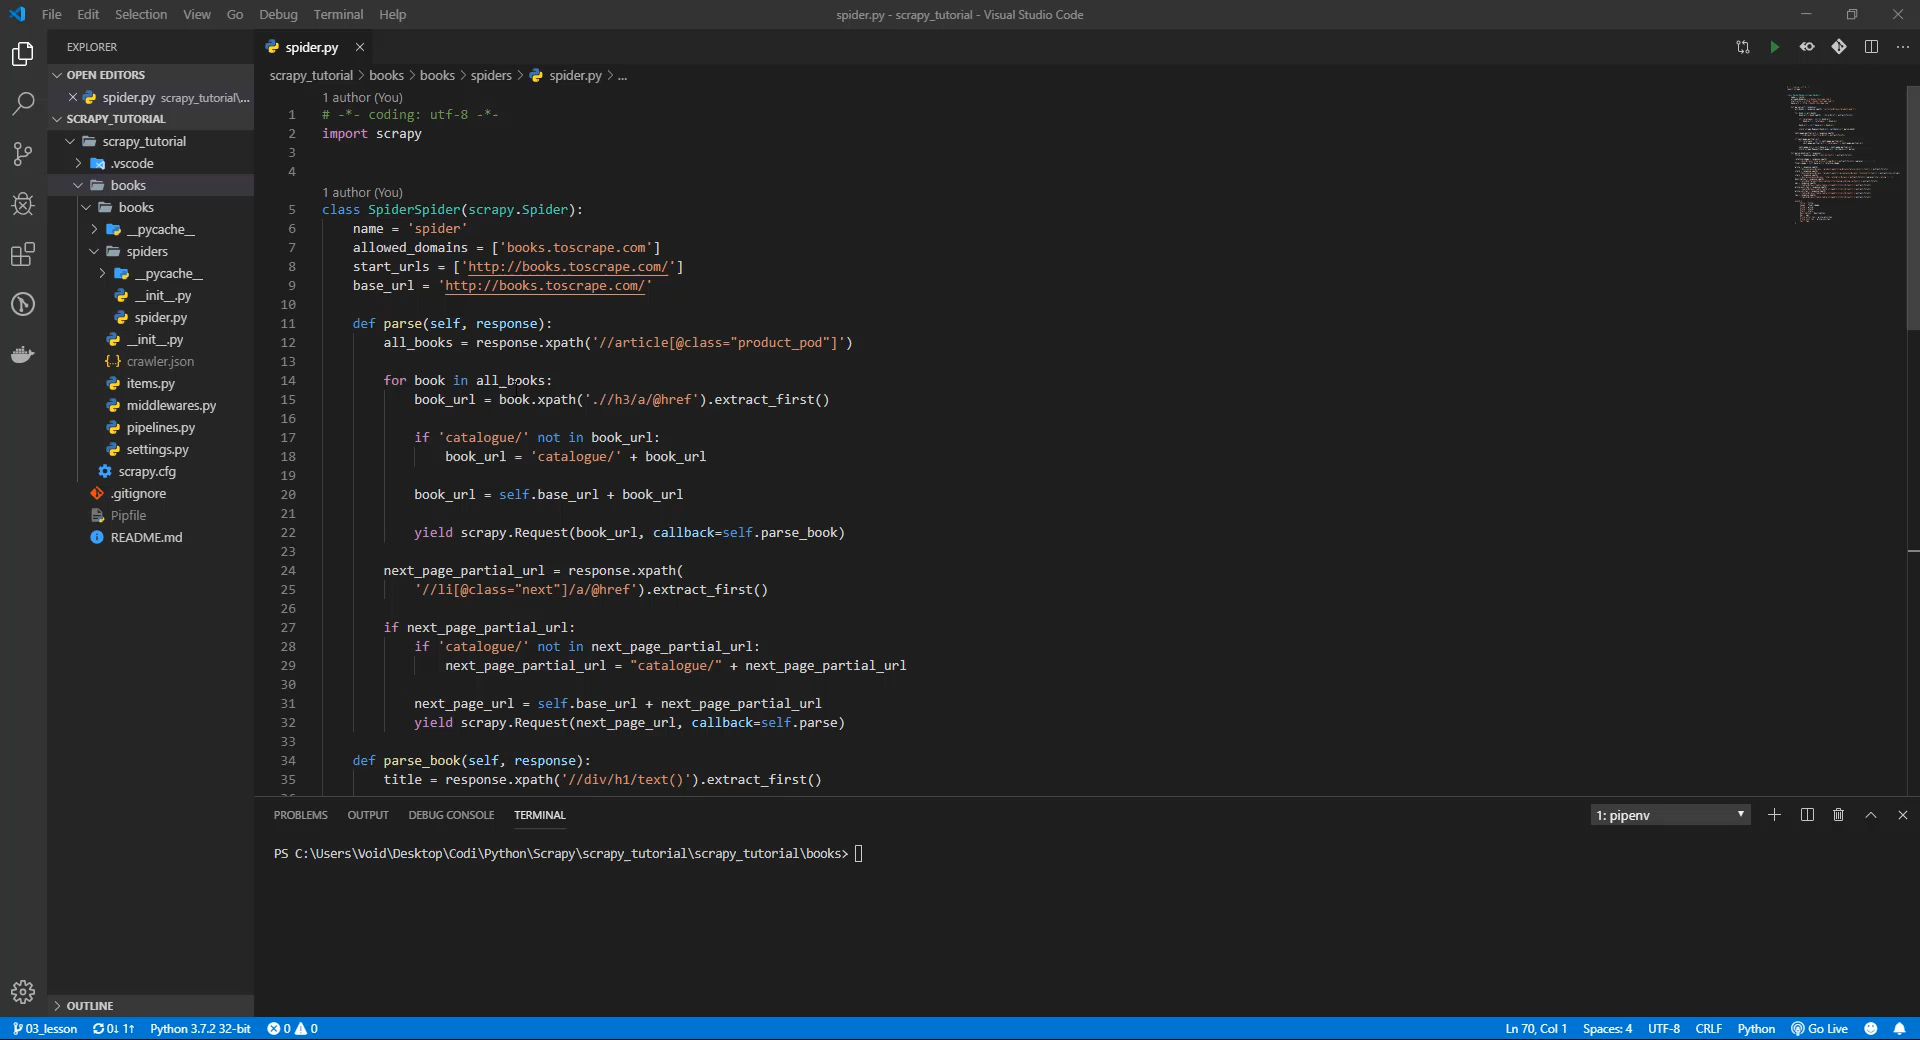 File Edit Selection View Go Debug Terminal Help
spider.py - scrapy_tutorial - Visual Studio Code
EXPLORER
OPEN EDITORS
spider.py scrapy_tutorial\...
SCRAPY_TUTORIAL
scrapy_tutorial
.vscode
books
books
__pycache__
spiders
__pycache__
__init__.py
spider.py
__init__.py
{··} crawler.json
items.py
middlewares.py
pipelines.py
settings.py
scrapy.cfg
.gitignore
Pipfile
README.md
OUTLINE
spider.py
scrapy_tutorial > books > books > spiders > spider.py > ...
1 author (You)
1 # -*- coding: utf-8 -*-
2 import scrapy
3
4
1 author (You)
5 class SpiderSpider(scrapy.Spider):
6 name = 'spider'
7 allowed_domains = ['books.toscrape.com']
8 start_urls = ['http://books.toscrape.com/']
9 base_url = 'http://books.toscrape.com/'
10
11 def parse(self, response):
12 all_books = response.xpath('//article[@class="product_pod"]')
13
14 for book in all_books:
15 book_url = book.xpath('.//h3/a/@href').extract_first()
16
17 if 'catalogue/' not in book_url:
18 book_url = 'catalogue/' + book_url
19
20 book_url = self.base_url + book_url
21
22 yield scrapy.Request(book_url, callback=self.parse_book)
23
24 next_page_partial_url = response.xpath(
25 '//li[@class="next"]/a/@href').extract_first()
26
27 if next_page_partial_url:
28 if 'catalogue/' not in next_page_partial_url:
29 next_page_partial_url = "catalogue/" + next_page_partial_url
30
31 next_page_url = self.base_url + next_page_partial_url
32 yield scrapy.Request(next_page_url, callback=self.parse)
33
34 def parse_book(self, response):
35 title = response.xpath('//div/h1/text()').extract_first()
PROBLEMS OUTPUT DEBUG CONSOLE TERMINAL
1: pipenv
PS C:\Users\Void\Desktop\Codi\Python\Scrapy\scrapy_tutorial\scrapy_tutorial\books>
03_lesson 0↓ 1↑ Python 3.7.2 32-bit 0 0
Ln 70, Col 1 Spaces: 4 UTF-8 CRLF Python Go Live